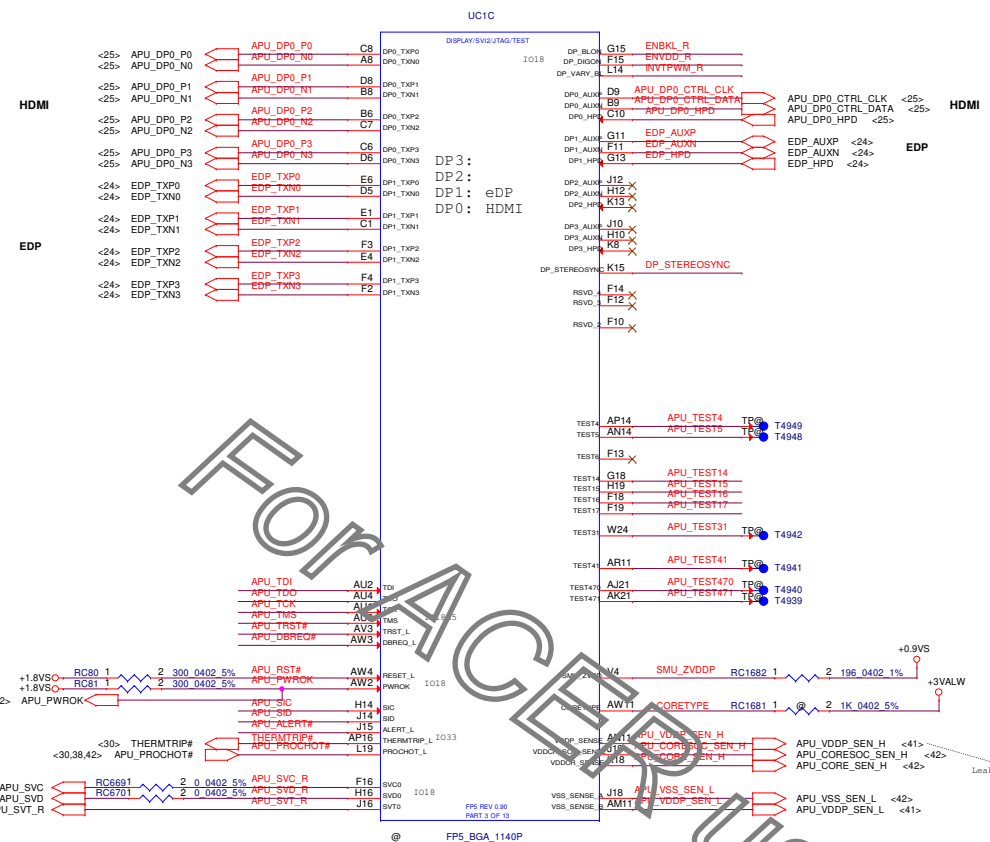 UC1C
DISPLAY/SVI2/JTAG/TEST
IO18
HDMI
<25> APU_DP0_P0 APU_DP0_P0 C8 DP0_TXP0
<25> APU_DP0_N0 APU_DP0_N0 A8 DP0_TXN0
<25> APU_DP0_P1 APU_DP0_P1 D8 DP0_TXP1
<25> APU_DP0_N1 APU_DP0_N1 B8 DP0_TXN1
<25> APU_DP0_P2 APU_DP0_P2 B6 DP0_TXP2
<25> APU_DP0_N2 APU_DP0_N2 C7 DP0_TXN2
<25> APU_DP0_P3 APU_DP0_P3 C6 DP0_TXP3
<25> APU_DP0_N3 APU_DP0_N3 D6 DP0_TXN3
EDP
<24> EDP_TXP0 EDP_TXP0 E6 DP1_TXP0
<24> EDP_TXN0 EDP_TXN0 D5 DP1_TXN0
<24> EDP_TXP1 EDP_TXP1 E1 DP1_TXP1
<24> EDP_TXN1 EDP_TXN1 C1 DP1_TXN1
<24> EDP_TXP2 EDP_TXP2 F3 DP1_TXP2
<24> EDP_TXN2 EDP_TXN2 E4 DP1_TXN2
<24> EDP_TXP3 EDP_TXP3 F4 DP1_TXP3
<24> EDP_TXN3 EDP_TXN3 F2 DP1_TXN3
DP3:
DP2:
DP1: eDP
DP0: HDMI
DP_BLON G15 ENBKL_R
DP_DIGON F15 ENVDD_R
DP_VARY_BL L14 INVTPWM_R
DP0_AUXP D9 APU_DP0_CTRL_CLK APU_DP0_CTRL_CLK <25>
DP0_AUXN B9 APU_DP0_CTRL_DATA APU_DP0_CTRL_DATA <25>
DP0_HPD C10 APU_DP0_HPD APU_DP0_HPD <25>
HDMI
DP1_AUXP G11 EDP_AUXP EDP_AUXP <24>
DP1_AUXN F11 EDP_AUXN EDP_AUXN <24>
DP1_HPD G13 EDP_HPD EDP_HPD <24>
EDP
DP2_AUXP J12
DP2_AUXN H12
DP2_HPD K13
DP3_AUXP J10
DP3_AUXN H10
DP3_HPD K8
DP_STEREOSYNC K15 DP_STEREOSYNC
RSVD_4 F14
RSVD_3 F12
RSVD_2 F10
TEST4 AP14 APU_TEST4 TP@ T4949
TEST5 AN14 APU_TEST5 TP@ T4948
TEST6 F13
TEST14 G18 APU_TEST14
TEST15 H19 APU_TEST15
TEST16 F18 APU_TEST16
TEST17 F19 APU_TEST17
TEST31 W24 APU_TEST31 TP@ T4942
TEST41 AR11 APU_TEST41 TP@ T4941
TEST470 AJ21 APU_TEST470 TP@ T4940
TEST471 AK21 APU_TEST471 TP@ T4939
APU_TDI AU2 TDI
APU_TDO AU4
APU_TCK
APU_TMS TMS
APU_TRST# AV3 TRST_L
APU_DBREQ# AW3 DBREQ_L
+1.8VS RC80 1 2 300_0402_5% APU_RST# AW4 RESET_L
+1.8VS RC81 1 2 300_0402_5% APU_PWROK AW2 PWROK
IO18
APU_PWROK
APU_SIC H14 SIC
APU_SID J14 SID
APU_ALERT# J15 ALERT_L
<30> THERMTRIP# THERMTRIP# AP16 THERMTRIP_L IO33
<30,38,42> APU_PROCHOT# APU_PROCHOT# L19 PROCHOT_L
APU_SVC RC6691 2 0_0402_5% APU_SVC_R F16 SVC0
APU_SVD RC6701 2 0_0402_5% APU_SVD_R H16 SVD0 IO18
APU_SVT_R J16 SVT0
+0.9VS
V4 SMU_ZVDDP RC1682 1 2 196_0402_1%
+3VALW
CORETYPE AW11 CORETYPE RC1681 1 @ 2 1K_0402_5%
VDDP_SENSE AN11 APU_VDDP_SEN_H APU_VDDP_SEN_H <41>
APU_CORESOC_SEN_H APU_CORESOC_SEN_H <42>
K18 APU_CORE_SEN_H APU_CORE_SEN_H <42>
VSS_SENSE_A J18 APU_VSS_SEN_L APU_VSS_SEN_L <42>
VSS_SENSE_B AM11 APU_VDDP_SEN_L APU_VDDP_SEN_L <41>
FP5 REV 0.90
PART 3 OF 13
@ FP5_BGA_1140P
For ACER